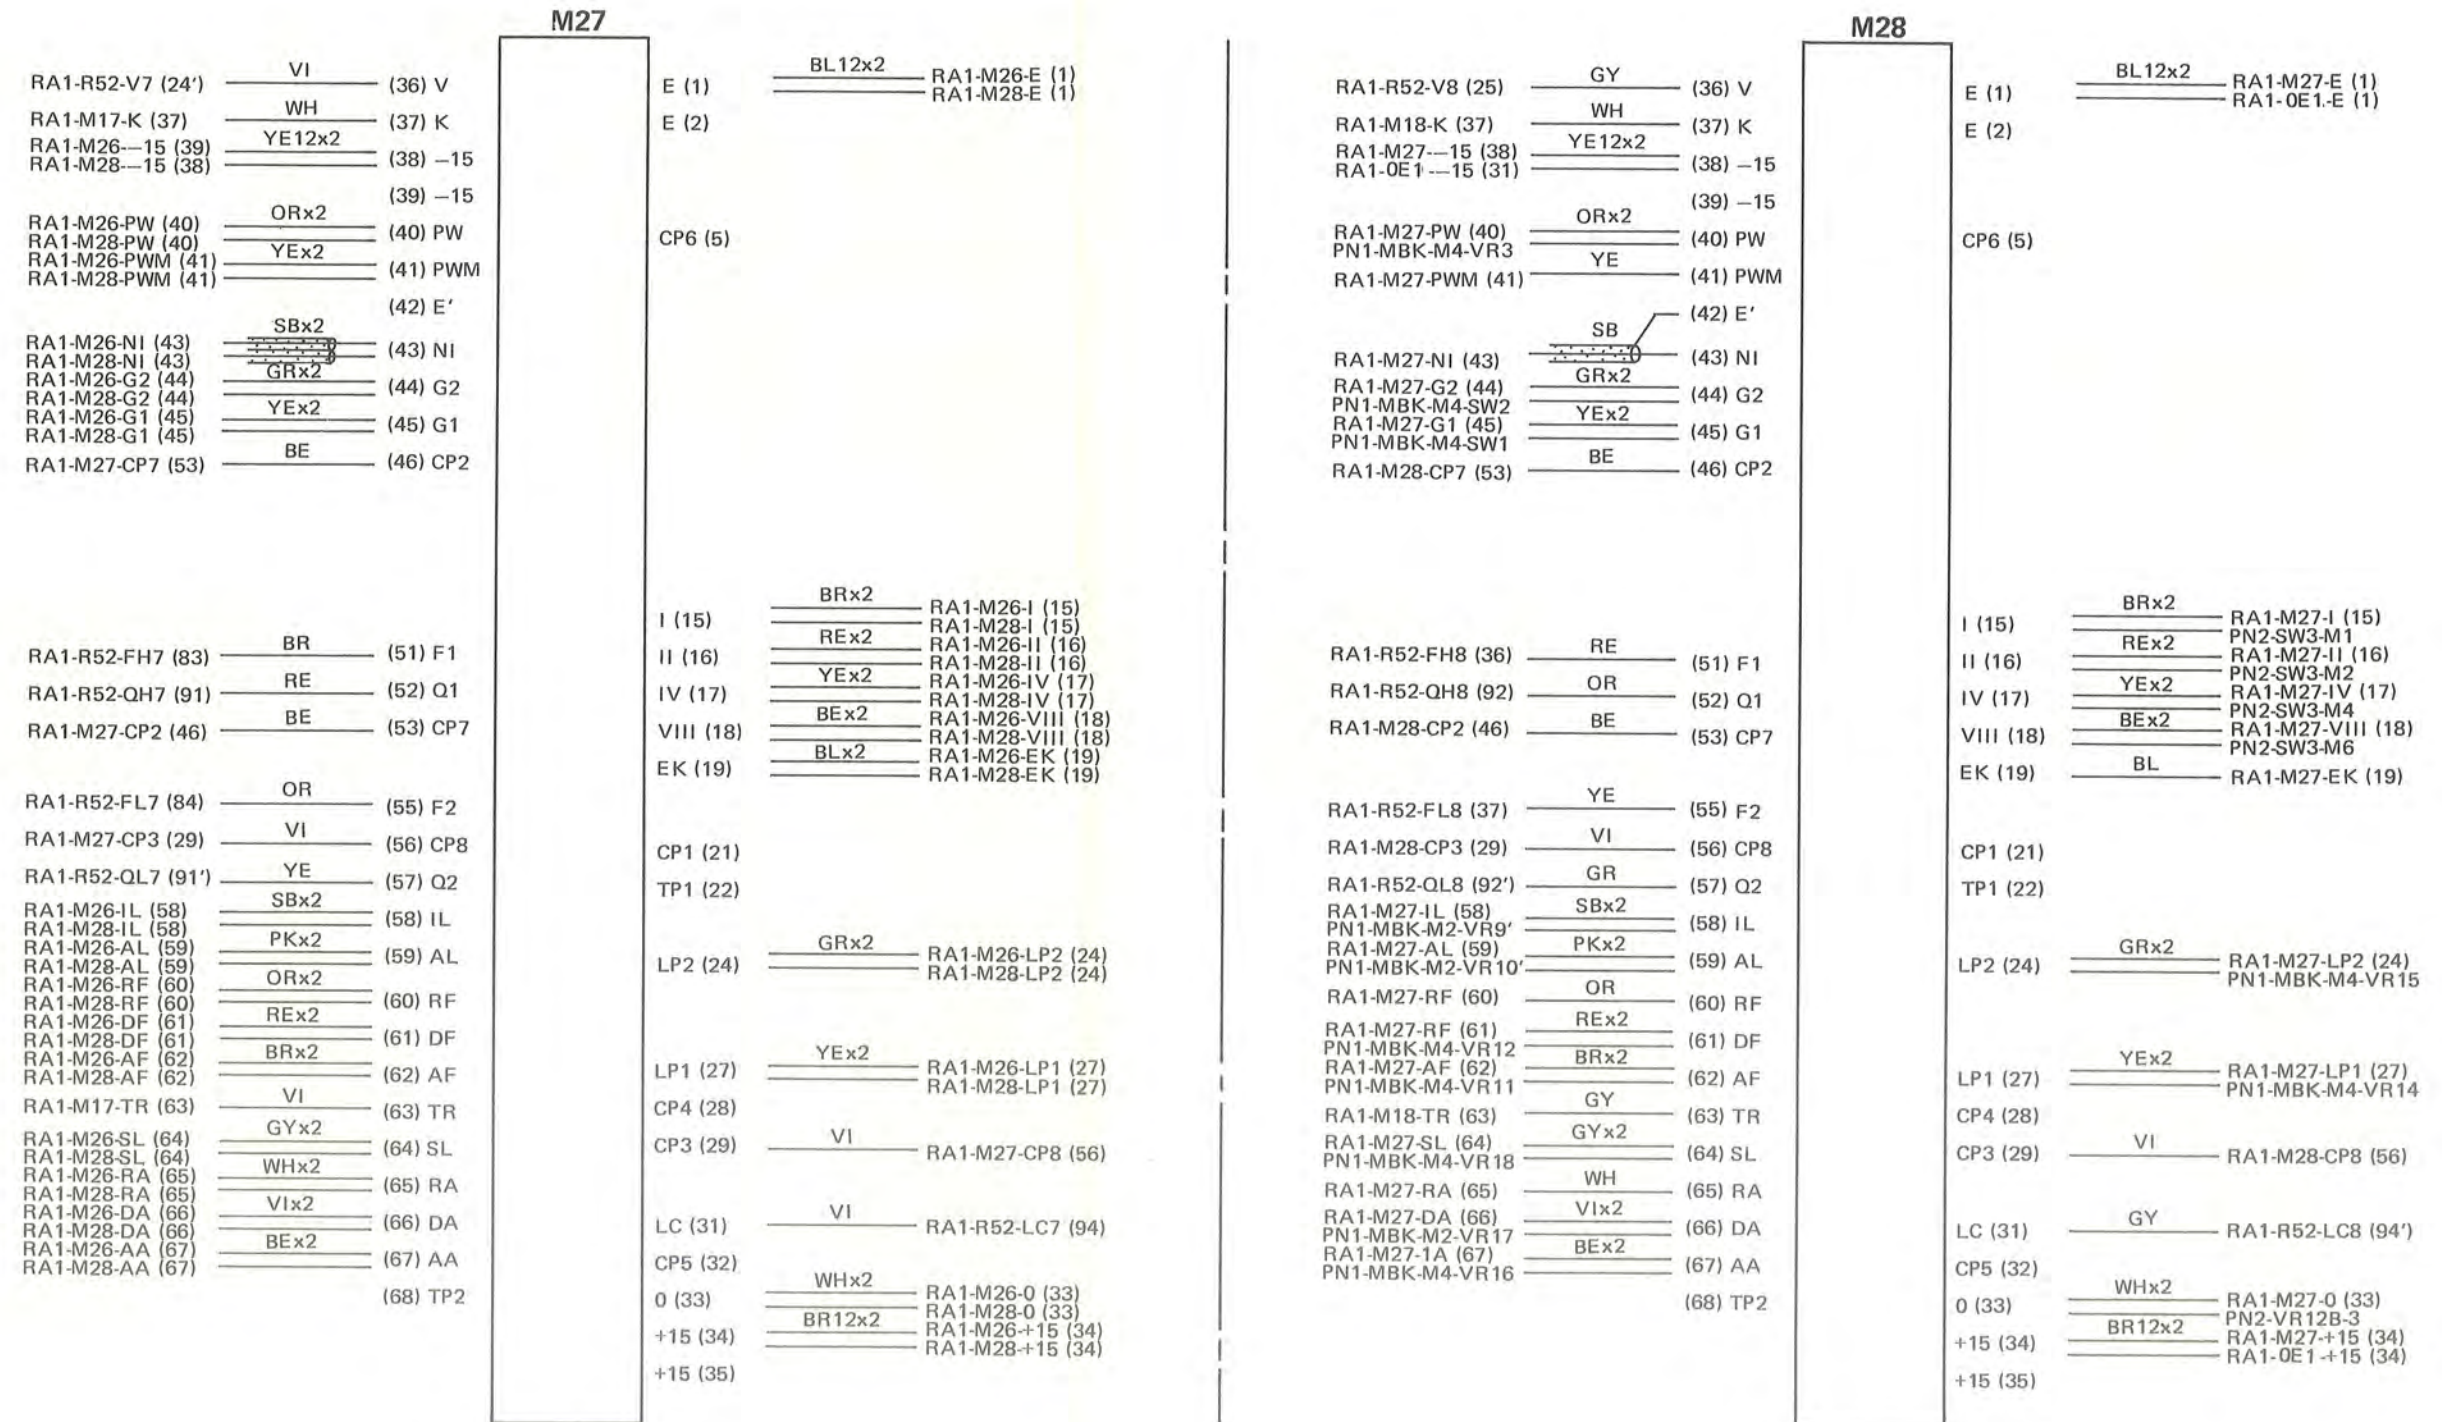 M27
RA1-R52-V7 (24') VI (36) V
RA1-M17-K (37) WH (37) K
RA1-M26-–15 (39) YE12x2
RA1-M28-–15 (38) (38) –15
(39) –15
RA1-M26-PW (40) ORx2
RA1-M28-PW (40) (40) PW
RA1-M26-PWM (41) YEx2
RA1-M28-PWM (41) (41) PWM
(42) E'
RA1-M26-NI (43) SBx2
RA1-M28-NI (43) (43) NI
RA1-M26-G2 (44) GRx2
RA1-M28-G2 (44) (44) G2
RA1-M26-G1 (45) YEx2
RA1-M28-G1 (45) (45) G1
RA1-M27-CP7 (53) BE (46) CP2
RA1-R52-FH7 (83) BR (51) F1
RA1-R52-QH7 (91) RE (52) Q1
RA1-M27-CP2 (46) BE (53) CP7
RA1-R52-FL7 (84) OR (55) F2
RA1-M27-CP3 (29) VI (56) CP8
RA1-R52-QL7 (91') YE (57) Q2
RA1-M26-IL (58) SBx2
RA1-M28-IL (58) (58) IL
RA1-M26-AL (59) PKx2
RA1-M28-AL (59) (59) AL
RA1-M26-RF (60) ORx2
RA1-M28-RF (60) (60) RF
RA1-M26-DF (61) REx2
RA1-M28-DF (61) (61) DF
RA1-M26-AF (62) BRx2
RA1-M28-AF (62) (62) AF
RA1-M17-TR (63) VI (63) TR
RA1-M26-SL (64) GYx2
RA1-M28-SL (64) (64) SL
RA1-M26-RA (65) WHx2
RA1-M28-RA (65) (65) RA
RA1-M26-DA (66) VIx2
RA1-M28-DA (66) (66) DA
RA1-M26-AA (67) BEx2
RA1-M28-AA (67) (67) AA
(68) TP2
E (1) BL12x2 RA1-M26-E (1)
RA1-M28-E (1)
E (2)
CP6 (5)
I (15) BRx2 RA1-M26-I (15)
RA1-M28-I (15)
II (16) REx2 RA1-M26-II (16)
RA1-M28-II (16)
IV (17) YEx2 RA1-M26-IV (17)
RA1-M28-IV (17)
VIII (18) BEx2 RA1-M26-VIII (18)
RA1-M28-VIII (18)
EK (19) BLx2 RA1-M26-EK (19)
RA1-M28-EK (19)
CP1 (21)
TP1 (22)
LP2 (24) GRx2 RA1-M26-LP2 (24)
RA1-M28-LP2 (24)
LP1 (27) YEx2 RA1-M26-LP1 (27)
RA1-M28-LP1 (27)
CP4 (28)
CP3 (29) VI RA1-M27-CP8 (56)
LC (31) VI RA1-R52-LC7 (94)
CP5 (32)
0 (33) WHx2 RA1-M26-0 (33)
RA1-M28-0 (33)
+15 (34) BR12x2 RA1-M26-+15 (34)
RA1-M28-+15 (34)
+15 (35)
M28
RA1-R52-V8 (25) GY (36) V
RA1-M18-K (37) WH (37) K
RA1-M27-–15 (38) YE12x2
RA1-0E1-–15 (31) (38) –15
(39) –15
RA1-M27-PW (40) ORx2
PN1-MBK-M4-VR3 (40) PW
RA1-M27-PWM (41) YE (41) PWM
(42) E'
RA1-M27-NI (43) SB (43) NI
RA1-M27-G2 (44) GRx2
PN1-MBK-M4-SW2 (44) G2
RA1-M27-G1 (45) YEx2
PN1-MBK-M4-SW1 (45) G1
RA1-M28-CP7 (53) BE (46) CP2
RA1-R52-FH8 (36) RE (51) F1
RA1-R52-QH8 (92) OR (52) Q1
RA1-M28-CP2 (46) BE (53) CP7
RA1-R52-FL8 (37) YE (55) F2
RA1-M28-CP3 (29) VI (56) CP8
RA1-R52-QL8 (92') GR (57) Q2
RA1-M27-IL (58) SBx2
PN1-MBK-M2-VR9' (58) IL
RA1-M27-AL (59) PKx2
PN1-MBK-M2-VR10' (59) AL
RA1-M27-RF (60) OR (60) RF
RA1-M27-RF (61) REx2
PN1-MBK-M4-VR12 (61) DF
RA1-M27-AF (62) BRx2
PN1-MBK-M4-VR11 (62) AF
RA1-M18-TR (63) GY (63) TR
RA1-M27-SL (64) GYx2
PN1-MBK-M4-VR18 (64) SL
RA1-M27-RA (65) WH (65) RA
RA1-M27-DA (66) VIx2
PN1-MBK-M2-VR17 (66) DA
RA1-M27-1A (67) BEx2
PN1-MBK-M4-VR16 (67) AA
(68) TP2
E (1) BL12x2 RA1-M27-E (1)
RA1-0E1.-E (1)
E (2)
CP6 (5)
I (15) BRx2 RA1-M27-I (15)
PN2-SW3-M1
II (16) REx2 RA1-M27-II (16)
PN2-SW3-M2
IV (17) YEx2 RA1-M27-IV (17)
PN2-SW3-M4
VIII (18) BEx2 RA1-M27-VIII (18)
PN2-SW3-M6
EK (19) BL RA1-M27-EK (19)
CP1 (21)
TP1 (22)
LP2 (24) GRx2 RA1-M27-LP2 (24)
PN1-MBK-M4-VR15
LP1 (27) YEx2 RA1-M27-LP1 (27)
PN1-MBK-M4-VR14
CP4 (28)
CP3 (29) VI RA1-M28-CP8 (56)
LC (31) GY RA1-R52-LC8 (94')
CP5 (32)
0 (33) WHx2 RA1-M27-0 (33)
PN2-VR12B-3
+15 (34) BR12x2 RA1-M27-+15 (34)
RA1-0E1-+15 (34)
+15 (35)